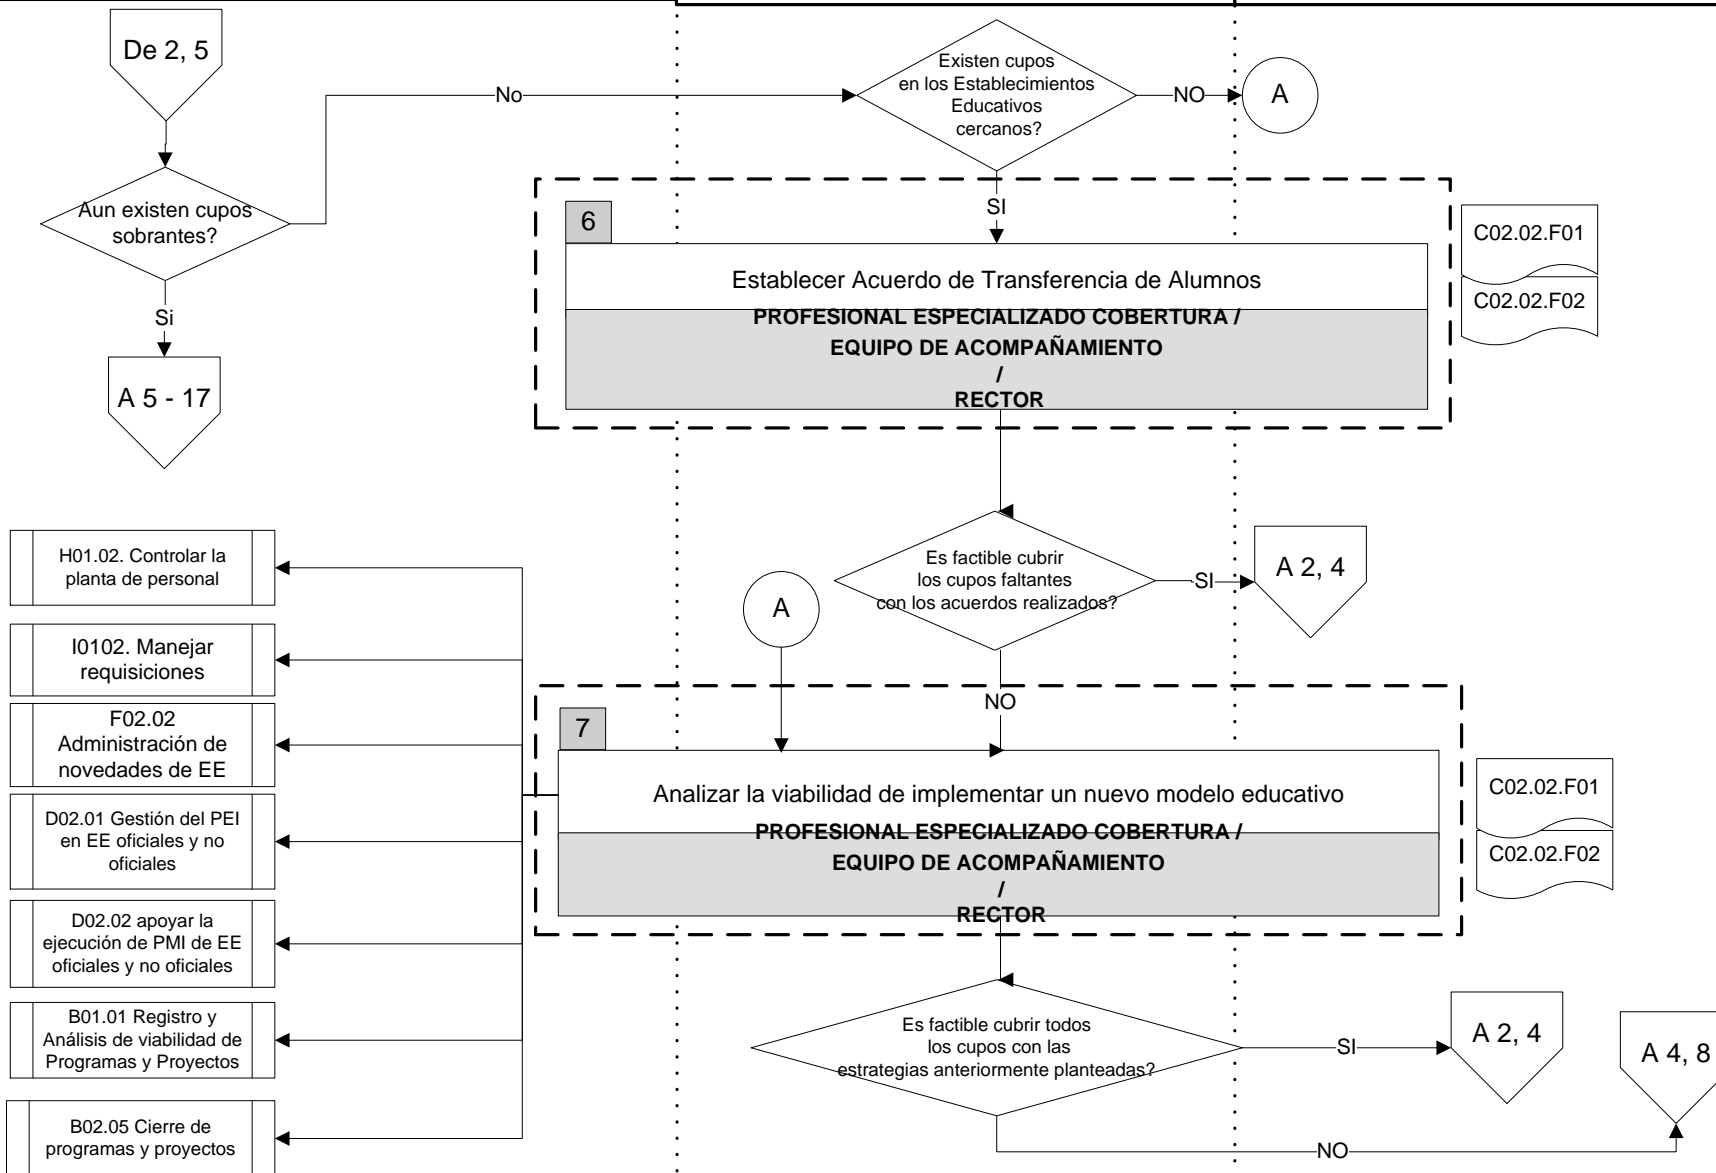 De 2, 5
Existen cupos
en los Establecimientos
Educativos
cercanos?
No
NO
A
Aun existen cupos
sobrantes?
SI
6
C02.02.F01
Establecer Acuerdo de Transferencia de Alumnos
C02.02.F02
Si
PROFESIONAL ESPECIALIZADO COBERTURA /
EQUIPO DE ACOMPAÑAMIENTO
/
RECTOR
A 5 - 17
H01.02. Controlar la
planta de personal
Es factible cubrir
los cupos faltantes
con los acuerdos realizados?
SI
A 2, 4
A
I0102. Manejar
requisiciones
NO
F02.02
Administración de
novedades de EE
7
Analizar la viabilidad de implementar un nuevo modelo educativo
C02.02.F01
D02.01 Gestión del PEI
en EE oficiales y no
oficiales
PROFESIONAL ESPECIALIZADO COBERTURA /
EQUIPO DE ACOMPAÑAMIENTO
/
RECTOR
C02.02.F02
D02.02 apoyar la
ejecución de PMI de EE
oficiales y no oficiales
B01.01 Registro y
Análisis de viabilidad de
Programas y Proyectos
Es factible cubrir todos
los cupos con las
estrategias anteriormente planteadas?
SI
A 2, 4
A 4, 8
B02.05 Cierre de
programas y proyectos
NO